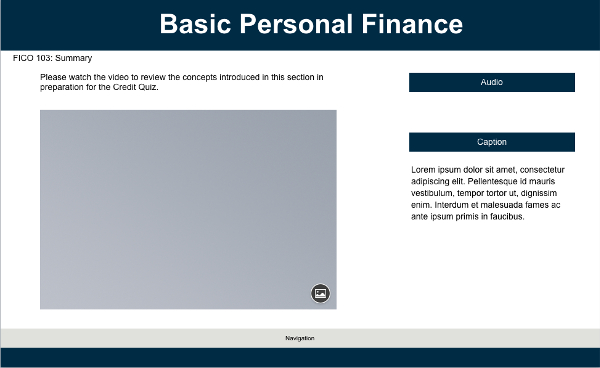 Basic Personal Finance
FICO 103: Summary
Please watch the video to review the concepts introduced in this section in
preparation for the Credit Quiz.
Audio
Caption
Lorem ipsum dolor sit amet, consectetur
adipiscing elit. Pellentesque id mauris
vestibulum, tempor tortor ut, dignissim
enim. Interdum et malesuada fames ac
ante ipsum primis in faucibus.
Navigation